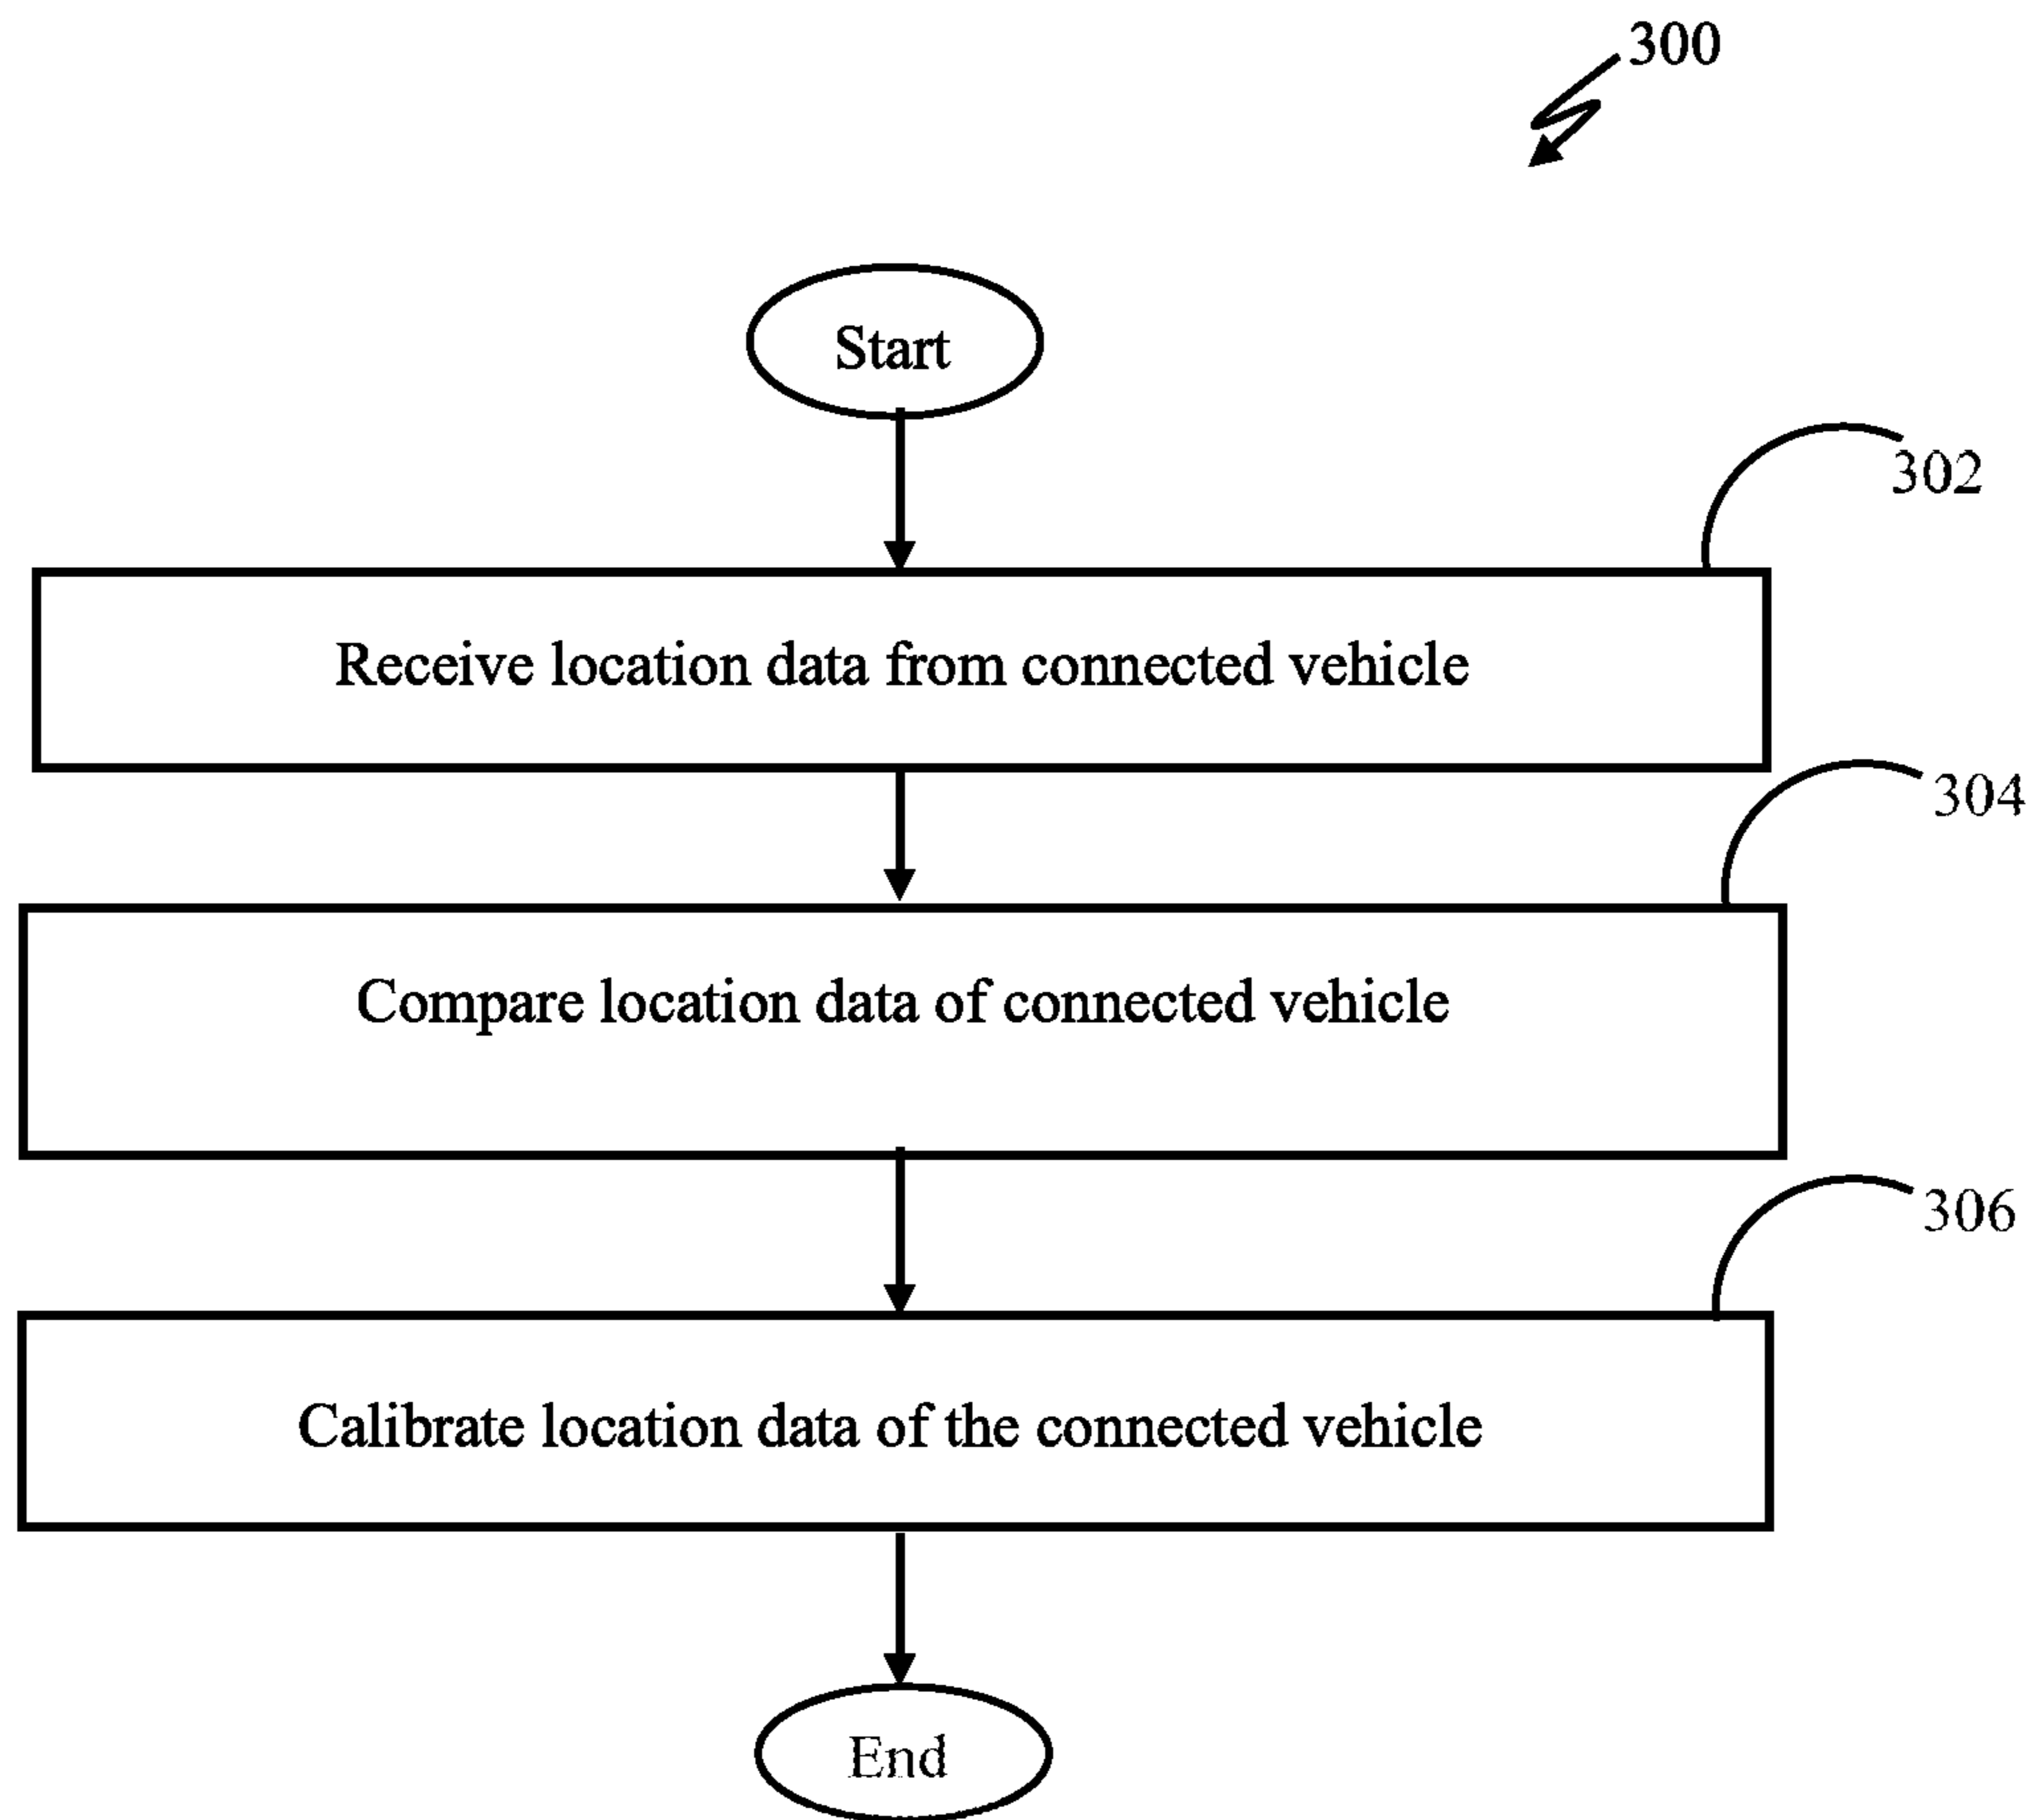 300
Start
302
Receive location data from connected vehicle
304
Compare location data of connected vehicle
306
Calibrate location data of the connected vehicle
End